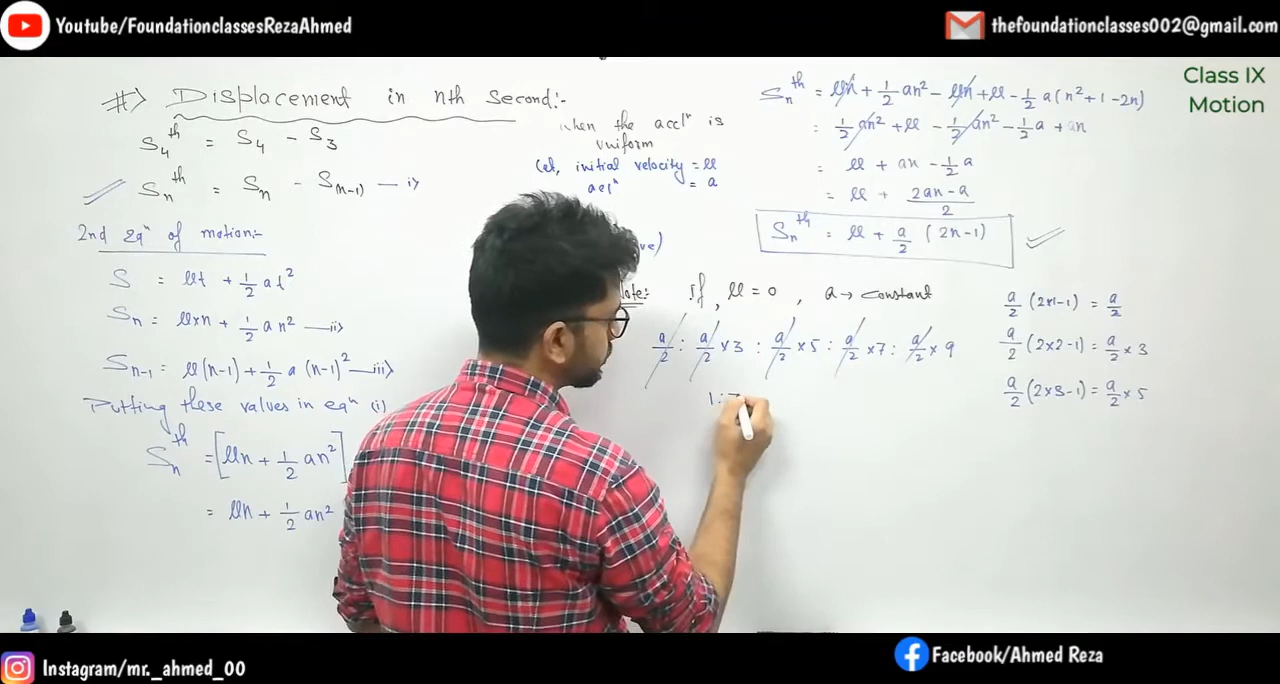 Youtube/FoundationclassesRezaAhmed
thefoundationclasses002@gmail.com
Class IX
Motion
#⇒ Displacement in nth second:-
S₄ᵗʰ = S₄ - S₃
Sₙᵗʰ = Sₙ - S(n-1) — i)
when the acclⁿ is
uniform
Let, initial velocity = u
aclⁿ = a
ve)
2nd Eqⁿ of motion:-
S = ut + 1/2 at²
Sₙ = u×n + 1/2 a n² — ii)
Sₙ₋₁ = u(n-1) + 1/2 a (n-1)² — iii)
Putting these values in eqⁿ (i)
Sₙᵗʰ = [un + 1/2 an²]
= un + 1/2 an²
Sₙᵗʰ = un + 1/2 an² - un + u - 1/2 a(n²+1-2n)
= 1/2 an² + u - 1/2 an² - 1/2 a + an
= u + an - 1/2 a
= u + (2an-a)/2
Sₙᵗʰ = u + a/2 (2n-1)
Note: if, u = 0, a → constant
a/2 : a/2 × 3 : a/2 × 5 : a/2 × 7 : a/2 × 9
1:
a/2 (2×1-1) = a/2
a/2 (2×2-1) = a/2 × 3
a/2 (2×3-1) = a/2 × 5
Instagram/mr._ahmed_00
Facebook/Ahmed Reza